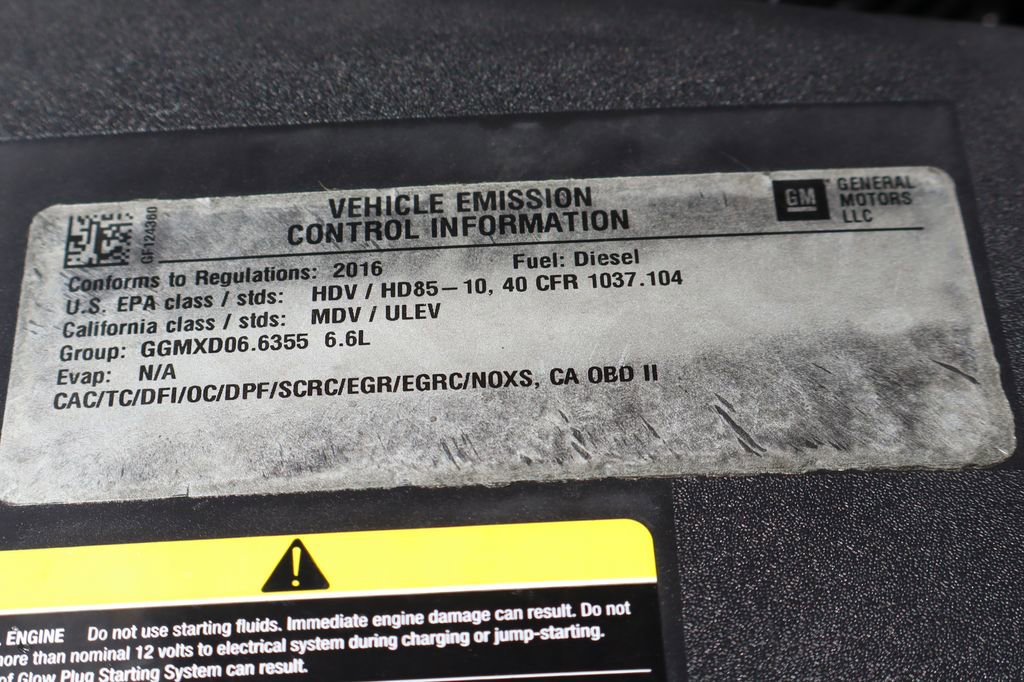 VEHICLE EMISSION
CONTROL INFORMATION
GM
GENERAL
MOTORS
LLC
Conforms to Regulations: 2016 Fuel: Diesel
U.S. EPA class / stds: HDV / HD85-10, 40 CFR 1037.104
California class / stds: MDV / ULEV
Group: GGMXD06.6355 6.6L
Evap: N/A
CAC/TC/DFI/OC/DPF/SCRC/EGR/EGRC/NOXS, CA OBD II
ENGINE Do not use starting fluids. Immediate engine damage can result. Do not
more than nominal 12 volts to electrical system during charging or jump-starting.
of Glow Plug Starting System can result.